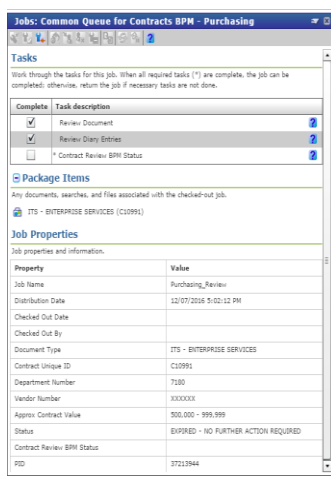 Jobs: Common Queue for Contracts BPM - Purchasing
Tasks
Work through the tasks for this job. When all required tasks (*) are complete, the job can be
completed; otherwise, return the job if necessary tasks are not done.
Complete Task description
Review Document ?
Review Diary Entries ?
* Contract Review BPM Status ?
Package Items
Any documents, searches, and files associated with the checked-out job.
ITS - ENTERPRISE SERVICES (C10991)
Job Properties
Job properties and information.
Property Value
Job Name Purchasing_Review
Distribution Date 12/07/2016 5:02:12 PM
Checked Out Date
Checked Out By
Document Type ITS - ENTERPRISE SERVICES
Contract Unique ID C10991
Department Number 7180
Vendor Number XXXXXX
Approx Contract Value 500,000 - 999,999
Status EXPIRED - NO FURTHER ACTION REQUIRED
Contract Review BPM Status
PID 37213944